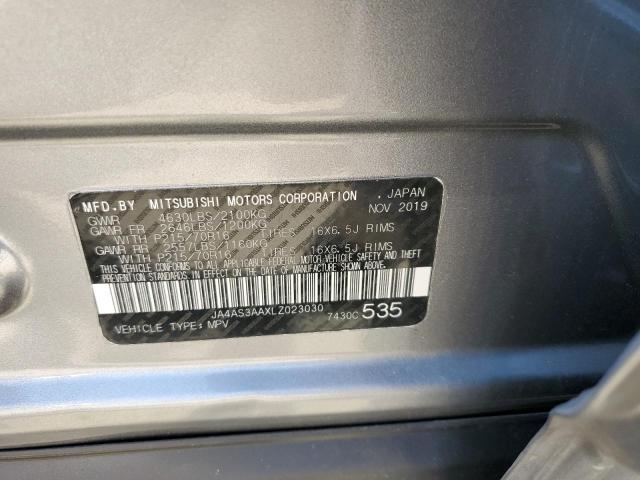 MFD.BY MITSUBISHI MOTORS CORPORATION . JAPAN
GVWR 4630LBS/2100KG NOV 2019
GAWR FR 2646LBS/1200KG
WITH P215/70R16 TIRES, 16X6.5J RIMS
GAWR RR 2557LBS/1160KG
WITH P215/70R16 TIRES, 16X6.5J RIMS
THIS VEHICLE CONFORMS TO ALL APPLICABLE FEDERAL MOTOR VEHICLE SAFETY AND THEFT
PREVENTION STANDARDS IN EFFECT ON THE DATE OF MANUFACTURE SHOWN ABOVE.
JA4AS3AAXLZ023030
VEHICLE TYPE: MPV 7430C 535